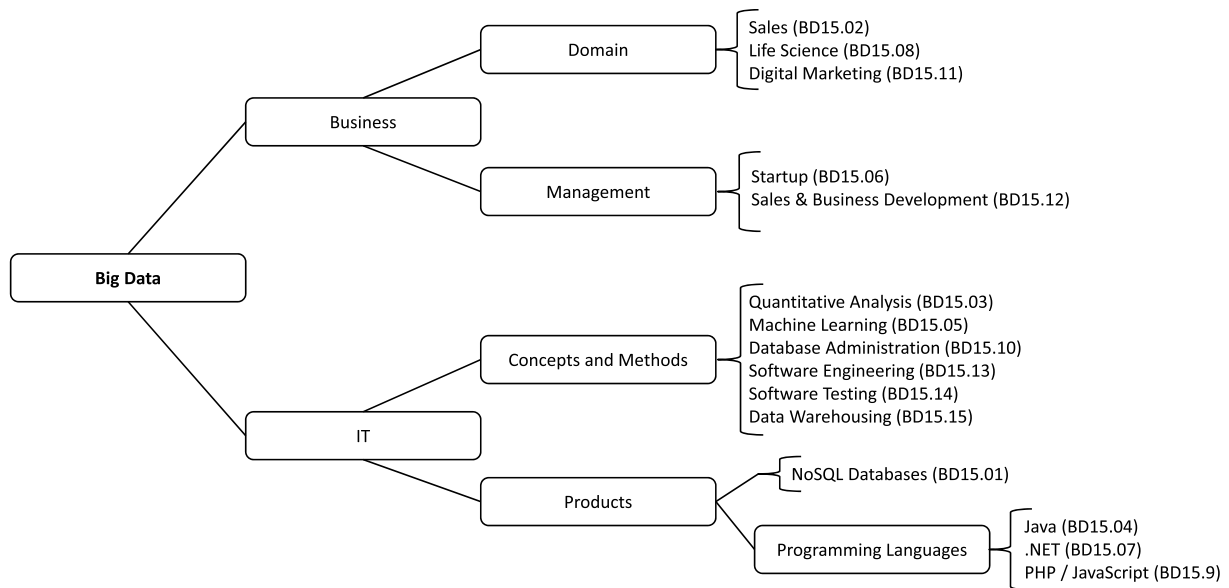 Big Data
Business
Domain
Sales (BD15.02)
Life Science (BD15.08)
Digital Marketing (BD15.11)
Management
Startup (BD15.06)
Sales & Business Development (BD15.12)
IT
Concepts and Methods
Quantitative Analysis (BD15.03)
Machine Learning (BD15.05)
Database Administration (BD15.10)
Software Engineering (BD15.13)
Software Testing (BD15.14)
Data Warehousing (BD15.15)
Products
NoSQL Databases (BD15.01)
Programming Languages
Java (BD15.04)
.NET (BD15.07)
PHP / JavaScript (BD15.9)